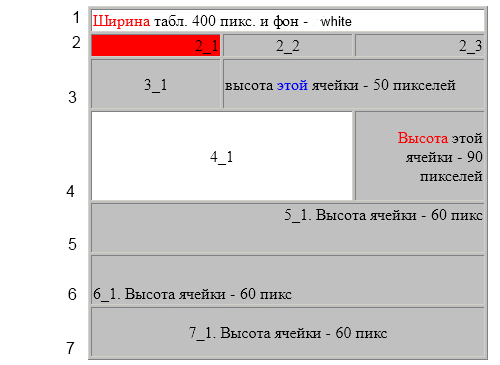 1 Ширина табл. 400 пикс. и фон - white
2 2_1 2_2 2_3
3 3_1 высота этой ячейки - 50 пикселей
4 4_1 Высота этой
ячейки - 90
пикселей
5 5_1. Высота ячейки - 60 пикс
6 6_1. Высота ячейки - 60 пикс
7 7_1. Высота ячейки - 60 пикс